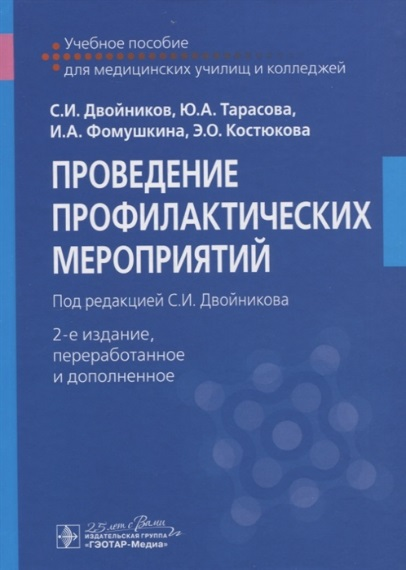 Учебное пособие
для медицинских училищ и колледжей
С.И. Двойников, Ю.А. Тарасова,
И.А. Фомушкина, Э.О. Костюкова
ПРОВЕДЕНИЕ
ПРОФИЛАКТИЧЕСКИХ
МЕРОПРИЯТИЙ
Под редакцией С.И. Двойникова
2-е издание,
переработанное
и дополненное
25 лет с Вами
ИЗДАТЕЛЬСКАЯ ГРУППА
«ГЭОТАР-Медиа»